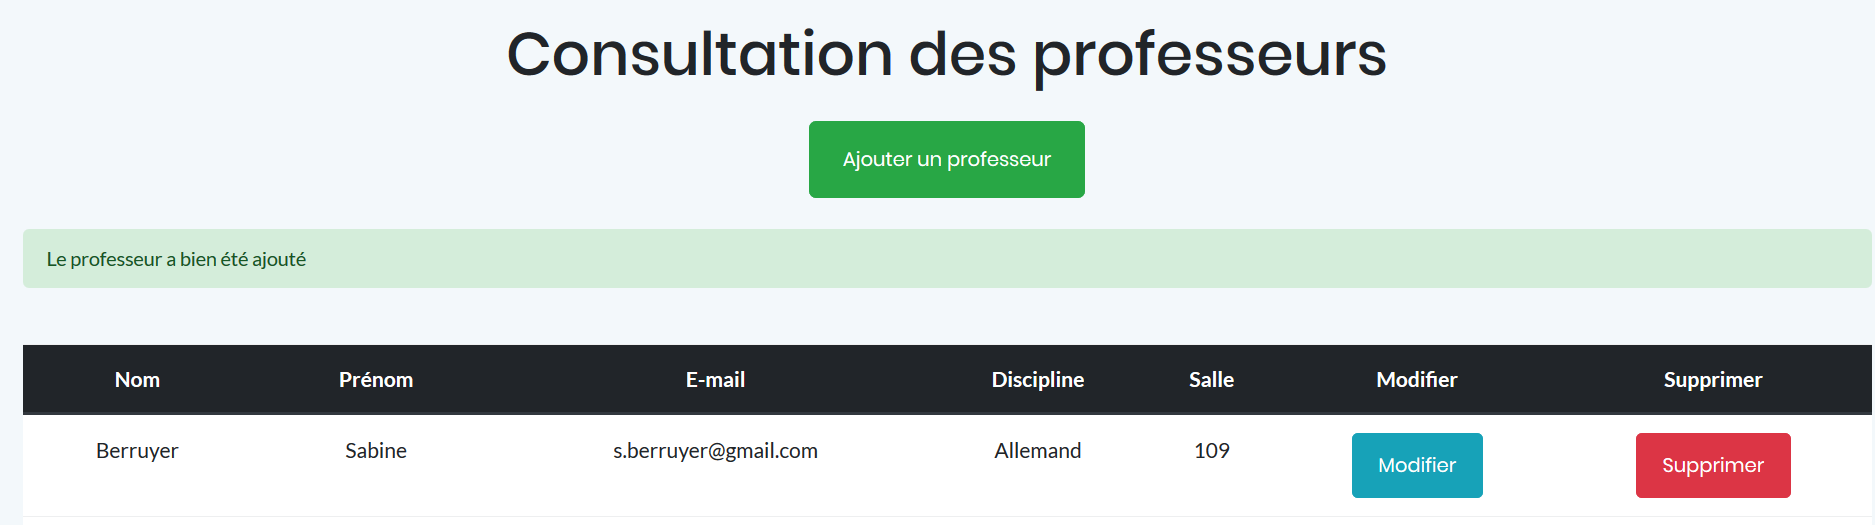 Consultation des professeurs
Ajouter un professeur
Le professeur a bien été ajouté
Nom Prénom E-mail Discipline Salle Modifier Supprimer
Berruyer Sabine s.berruyer@gmail.com Allemand 109 Modifier Supprimer